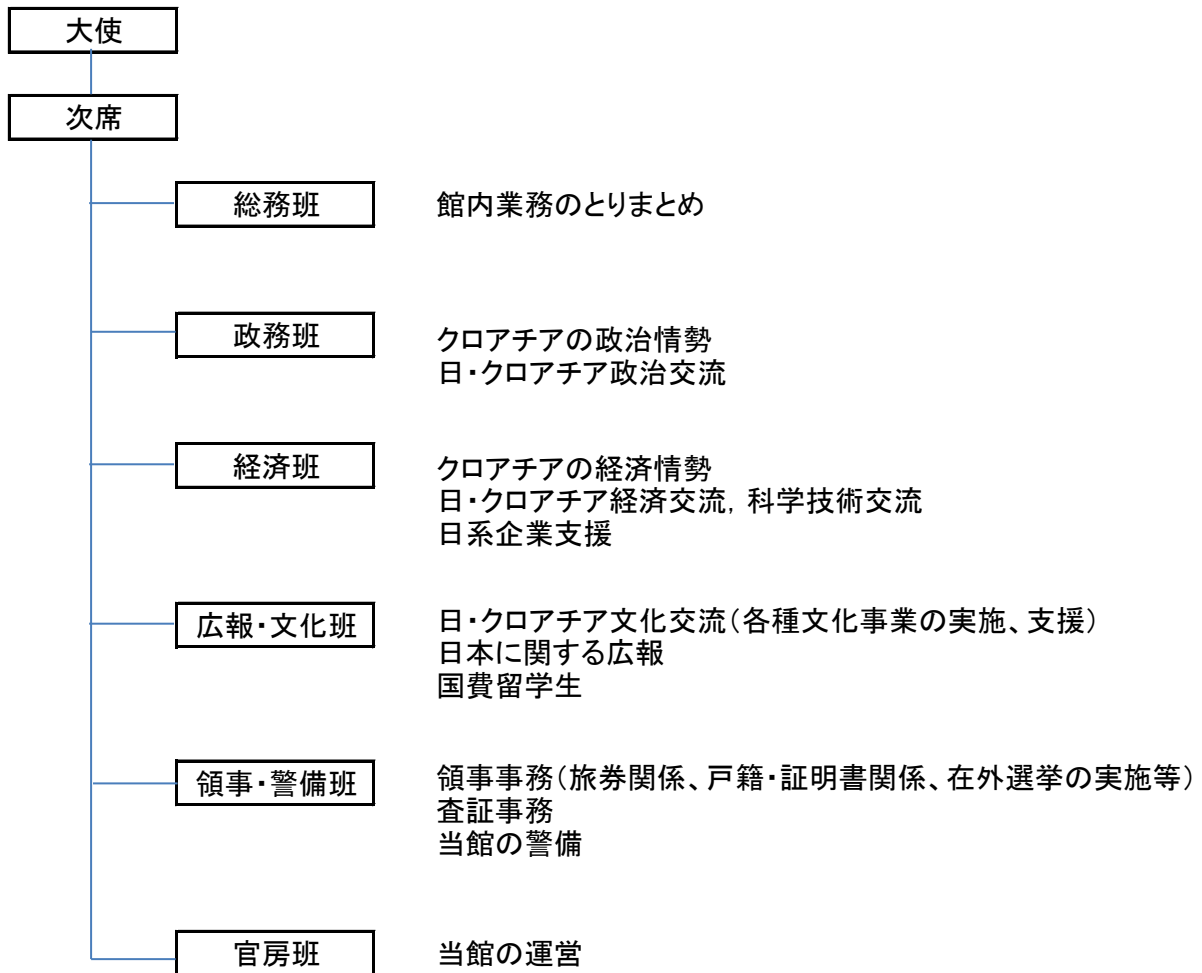 大使
次席
総務班 館内業務のとりまとめ
政務班 クロアチアの政治情勢
日・クロアチア政治交流
経済班 クロアチアの経済情勢
日・クロアチア経済交流, 科学技術交流
日系企業支援
広報・文化班 日・クロアチア文化交流(各種文化事業の実施、支援)
日本に関する広報
国費留学生
領事・警備班 領事事務(旅券関係、戸籍・証明書関係、在外選挙の実施等)
査証事務
当館の警備
官房班 当館の運営